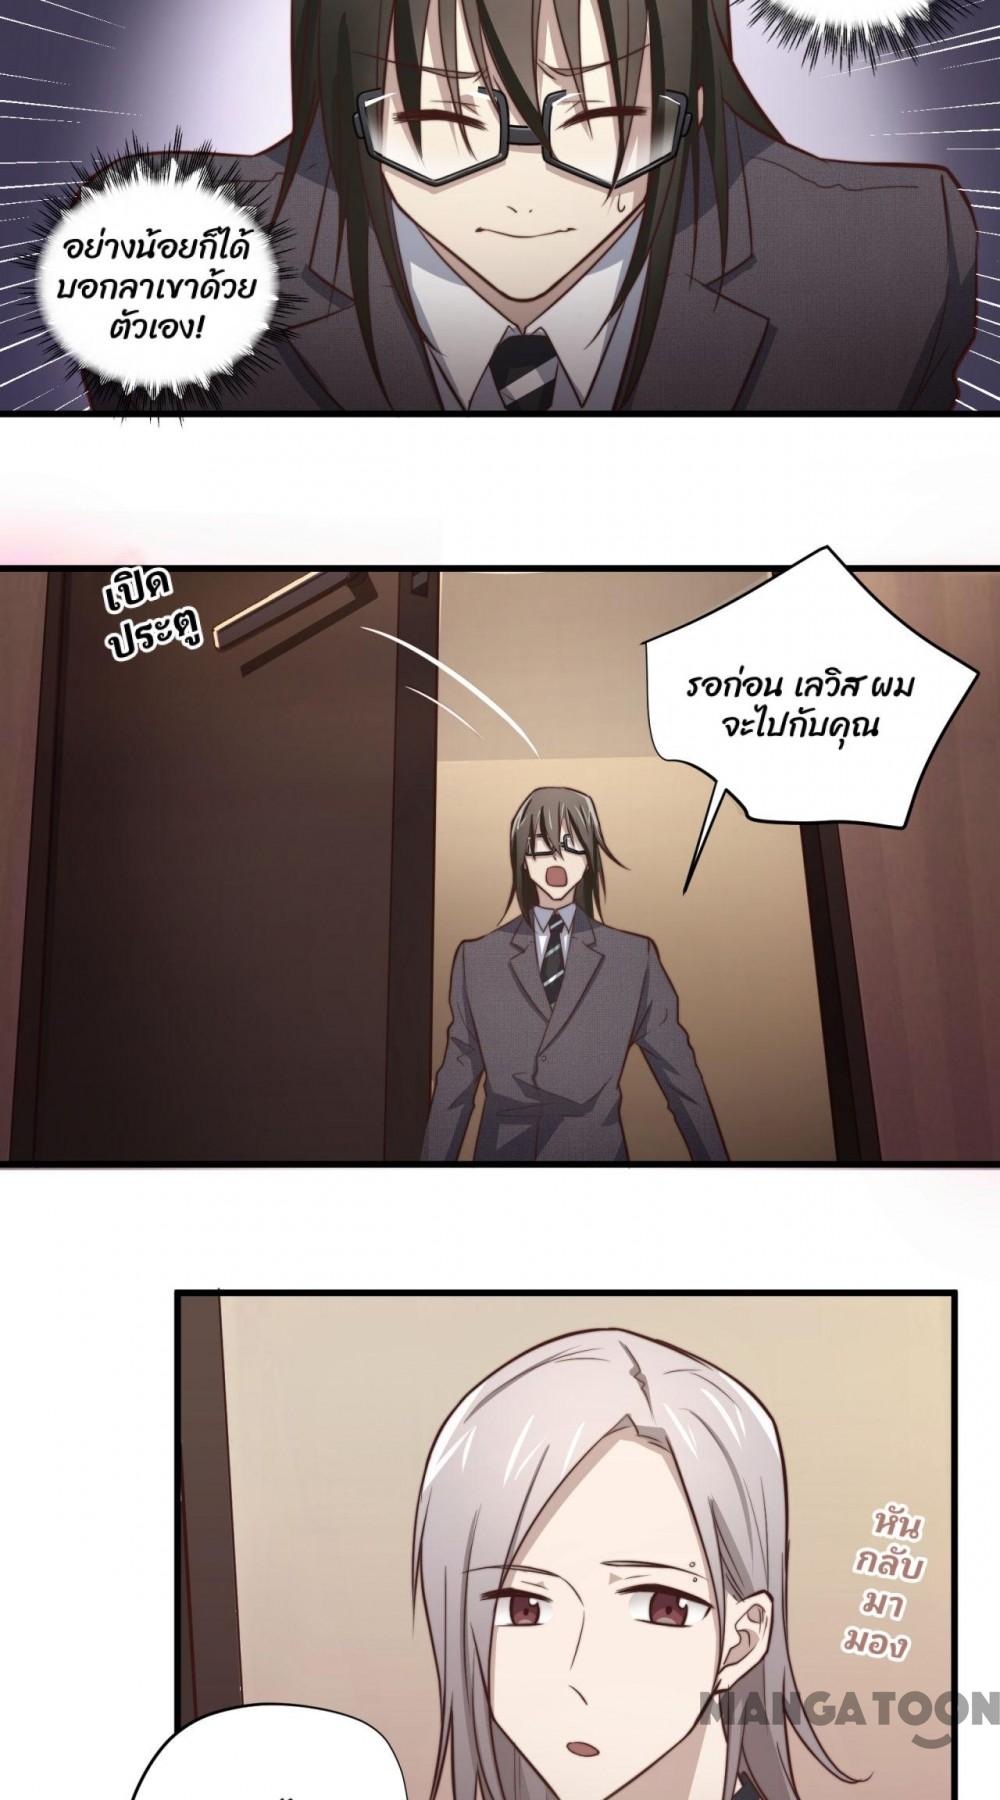 อย่างน้อยก็ได้
บอกลาเขาด้วย
ตัวเอง!
เปิด
ประตู
รอก่อน เลวิส ผม
จะไปกับคุณ
หัน
กลับ
มา
มอง
MANGATOON